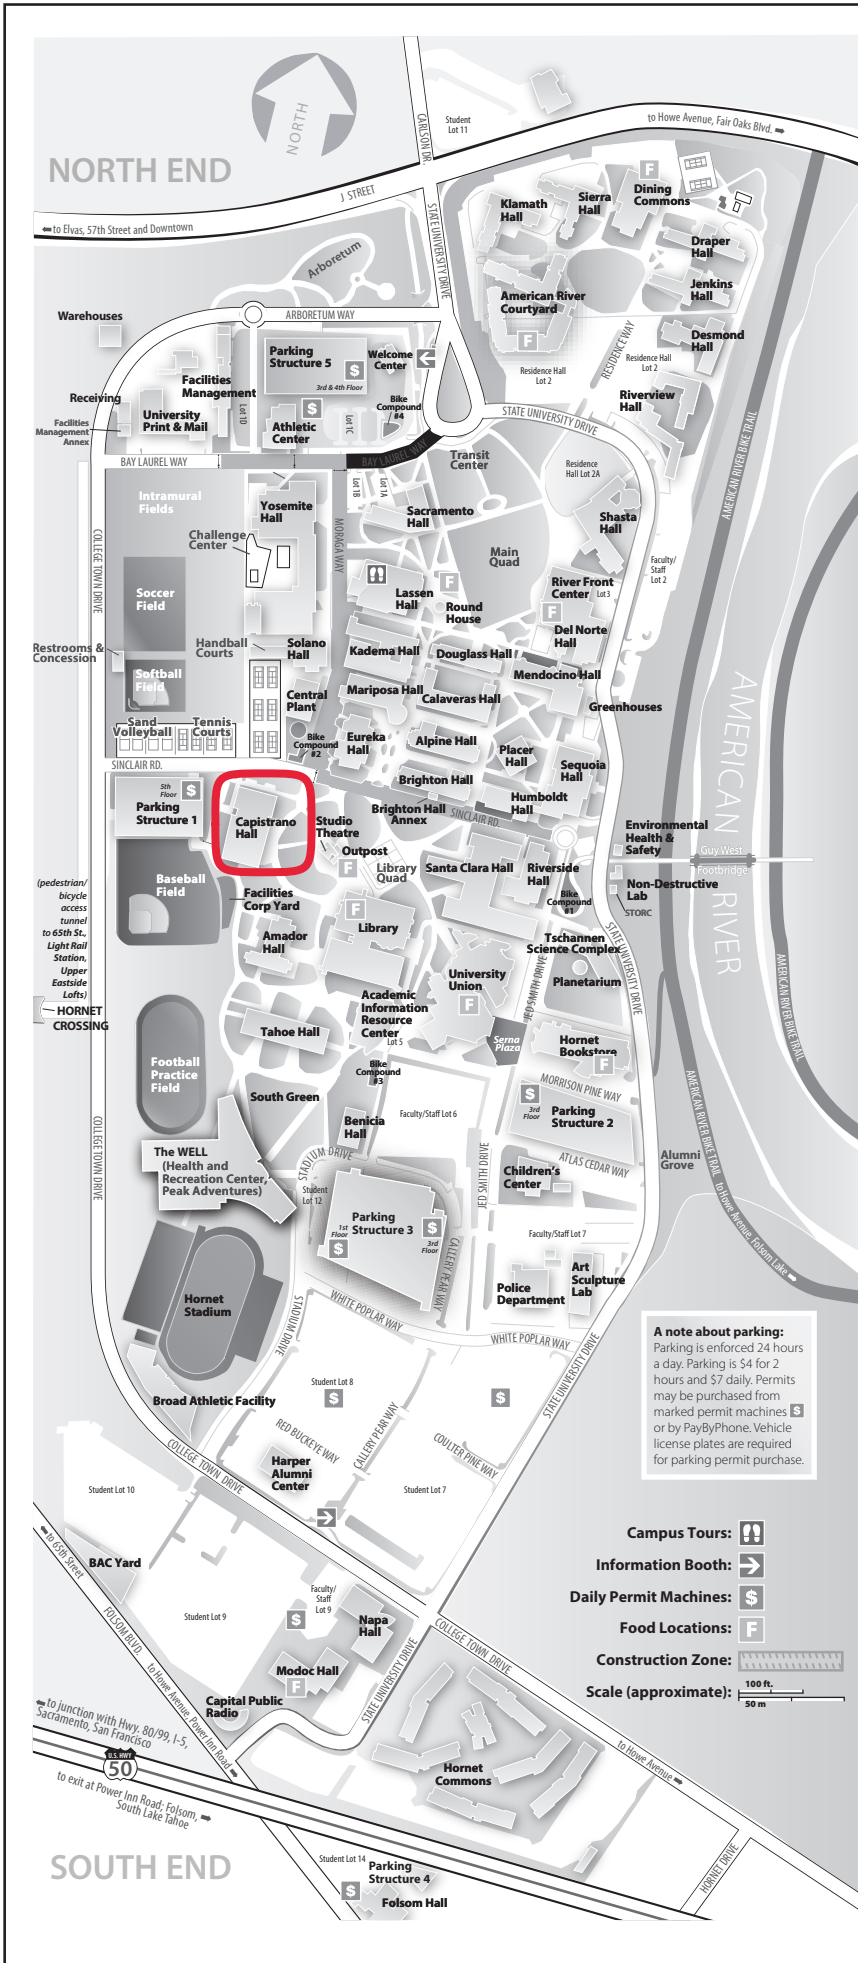 NORTH
NORTH END
CARLSON DR.
Student
Lot 11
to Howe Avenue, Fair Oaks Blvd.
J STREET
to Elvas, 57th Street and Downtown
STATE UNIVERSITY DRIVE
Klamath
Hall
Sierra
Hall
F
Dining
Commons
Draper
Hall
Jenkins
Hall
Desmond
Hall
American River
Courtyard
F
Residence Hall
Lot 2
RESIDENCE WAY
Residence Hall
Lot 2
Riverview
Hall
Arboretum
Warehouses
ARBORETUM WAY
Parking
Structure 5
3rd & 4th Floor
$
Welcome
Center
Facilities
Management
Receiving
University
Print & Mail
Facilities
Management
Annex
Lot 1D
$
Athletic
Center
Lot 1C
Bike
Compound
#4
STATE UNIVERSITY DRIVE
BAY LAUREL WAY
BAY LAUREL WAY
Transit
Center
Residence
Hall Lot 2A
AMERICAN RIVER BIKE TRAIL
Intramural
Fields
Yosemite
Hall
Lot 1B
Lot 1A
Sacramento
Hall
Shasta
Hall
Challenge
Center
MORAGA WAY
Main
Quad
COLLEGE TOWN DRIVE
Soccer
Field
Lassen
Hall
F
Round
House
River Front
Center
Lot 3
F
Faculty/
Staff
Lot 2
Del Norte
Hall
Restrooms &
Concession
Handball
Courts
Solano
Hall
Kadema Hall
Douglass Hall
Softball
Field
Mendocino Hall
Central
Plant
Mariposa Hall
Calaveras Hall
Greenhouses
AMERICAN RIVER
Sand
Volleyball
Tennis
Courts
Bike
Compound
#2
Eureka
Hall
Alpine Hall
Placer
Hall
SINCLAIR RD.
Sequoia
Hall
5th
Floor
$
Parking
Structure 1
Capistrano
Hall
Brighton Hall
Humboldt
Hall
Studio
Theatre
Brighton Hall
Annex
SINCLAIR RD.
Environmental
Health &
Safety
Outpost
F
Library
Quad
Santa Clara Hall
Riverside
Hall
Guy West
Footbridge
(pedestrian/
bicycle
access
tunnel
to 65th St.,
Light Rail
Station,
Upper
Eastside
Lofts)
HORNET
CROSSING
Baseball
Field
Facilities
Corp Yard
Non-Destructive
Lab
STORC
Bike
Compound
#1
F
Library
Amador
Hall
Tschannen
Science Complex
STATE UNIVERSITY DRIVE
AMERICAN RIVER BIKE TRAIL
University
Union
F
JED SMITH DRIVE
Planetarium
Academic
Information
Resource
Center
Lot 5
Tahoe Hall
Serna
Plaza
Hornet
Bookstore
F
Football
Practice
Field
Bike
Compound
#3
MORRISON PINE WAY
South Green
$
3rd
Floor
Parking
Structure 2
Faculty/Staff Lot 6
Benicia
Hall
AMERICAN RIVER BIKE TRAIL
to Howe Avenue, Folsom Lake
COLLEGE TOWN DRIVE
The WELL
(Health and
Recreation Center,
Peak Adventures)
STADIUM DRIVE
Student
Lot 12
JED SMITH DRIVE
ATLAS CEDAR WAY
Alumni
Grove
Children's
Center
Parking
Structure 3
1st
Floor
$
$
3rd
Floor
CALLERY PEAR WAY
Faculty/Staff Lot 7
Art
Sculpture
Lab
Police
Department
Hornet
Stadium
STADIUM DRIVE
WHITE POPLAR WAY
WHITE POPLAR WAY
STATE UNIVERSITY DRIVE
A note about parking:
Parking is enforced 24 hours
a day. Parking is $4 for 2
hours and $7 daily. Permits
may be purchased from
marked permit machines $
or by PayByPhone. Vehicle
license plates are required
for parking permit purchase.
Student Lot 8
$
$
Broad Athletic Facility
RED BUCKEYE WAY
CALLERY PEAR WAY
COULTER PINE WAY
COLLEGE TOWN DRIVE
Harper
Alumni
Center
Student Lot 10
Student Lot 7
to 65th Street
BAC Yard
Campus Tours:
Information Booth:
Daily Permit Machines: $
Food Locations: F
Construction Zone:
Scale (approximate):
100 ft.
50 m
FOLSOM BLVD.
to Howe Avenue, Power Inn Road
Student Lot 9
Faculty/
Staff
Lot 9
$
Napa
Hall
COLLEGE TOWN DRIVE
Modoc Hall
F
STATE UNIVERSITY DRIVE
Capital Public
Radio
to junction with Hwy. 80/99, I-5,
Sacramento, San Francisco
U.S. HWY
50
to exit at Power Inn Road; Folsom,
South Lake Tahoe
Hornet
Commons
to Howe Avenue
HORNET DRIVE
SOUTH END
Student Lot 14
Parking
Structure 4
$
Folsom Hall